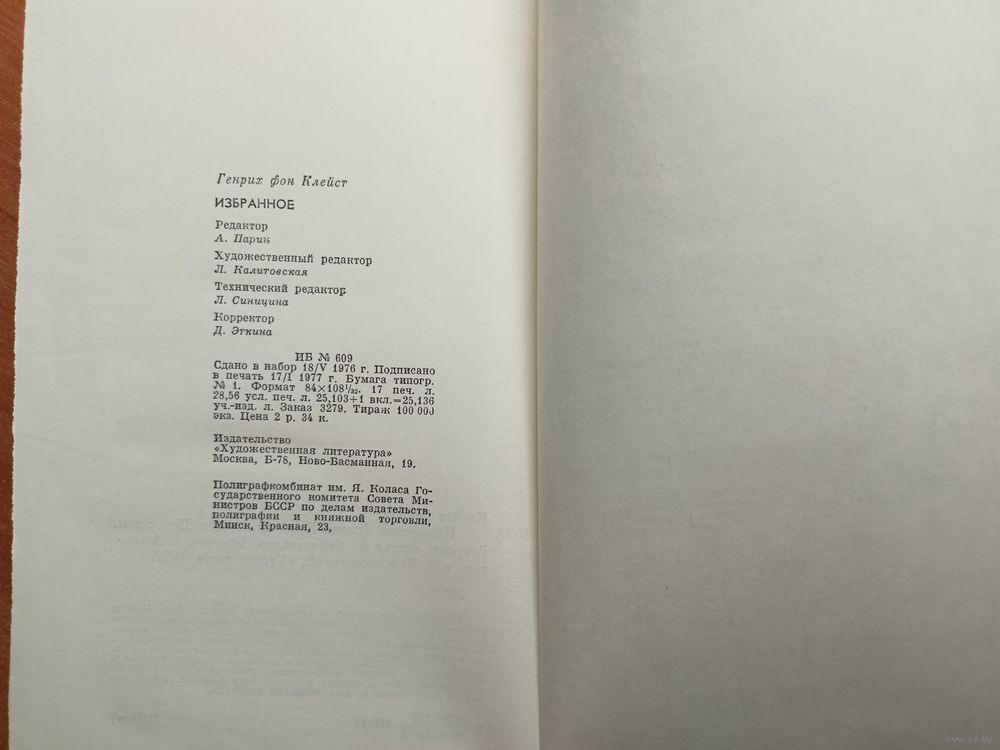 Генрих фон Клейст
ИЗБРАННОЕ
Редактор
А. Парин
Художественный редактор
Л. Калитовская
Технический редактор
Л. Синицина
Корректор
Д. Эткина
ИБ № 609
Сдано в набор 18/V 1976 г. Подписано
в печать 17/I 1977 г. Бумага типогр.
№ 1. Формат 84×108¹/₃₂. 17 печ. л.
28,56 усл. печ. л. 25,103+1 вкл.=25,136
уч.-изд. л. Заказ 3279. Тираж 100 000
экз. Цена 2 р. 34 к.
Издательство
«Художественная литература»
Москва, Б-78, Ново-Басманная, 19.
Полиграфкомбинат им. Я. Коласа Го-
сударственного комитета Совета Ми-
нистров БССР по делам издательств,
полиграфии и книжной торговли,
Минск, Красная, 23,
www.ay.by